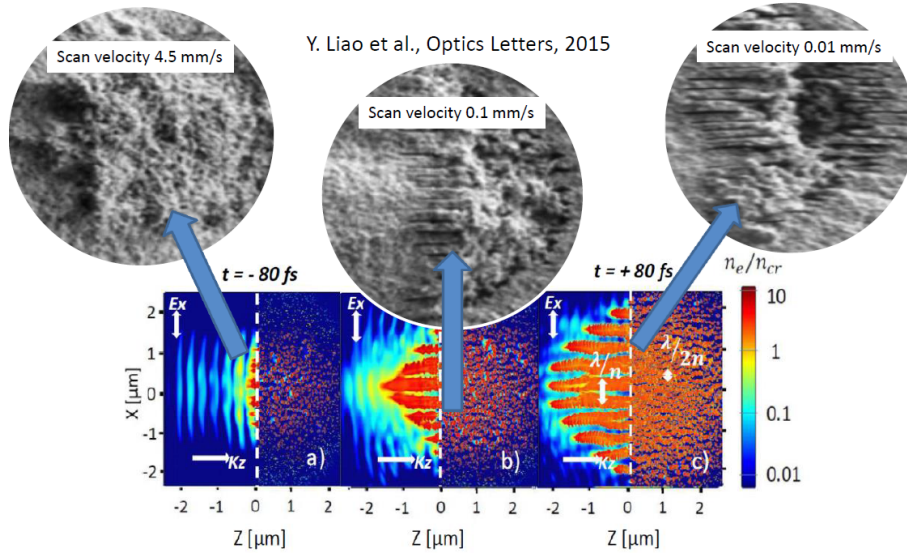 Y. Liao et al., Optics Letters, 2015
Scan velocity 4.5 mm/s
Scan velocity 0.1 mm/s
Scan velocity 0.01 mm/s
t = - 80 fs
t = + 80 fs
n_e/n_cr
Ex
Ex
Ex
λ/n
λ/2n
Kz
Kz
Kz
a)
b)
c)
X [μm]
2
1
0
-1
-2
-2
-1
0
1
2
-2
-1
0
1
2
-2
-1
0
1
2
Z [μm]
Z [μm]
Z [μm]
10
1
0.1
0.01